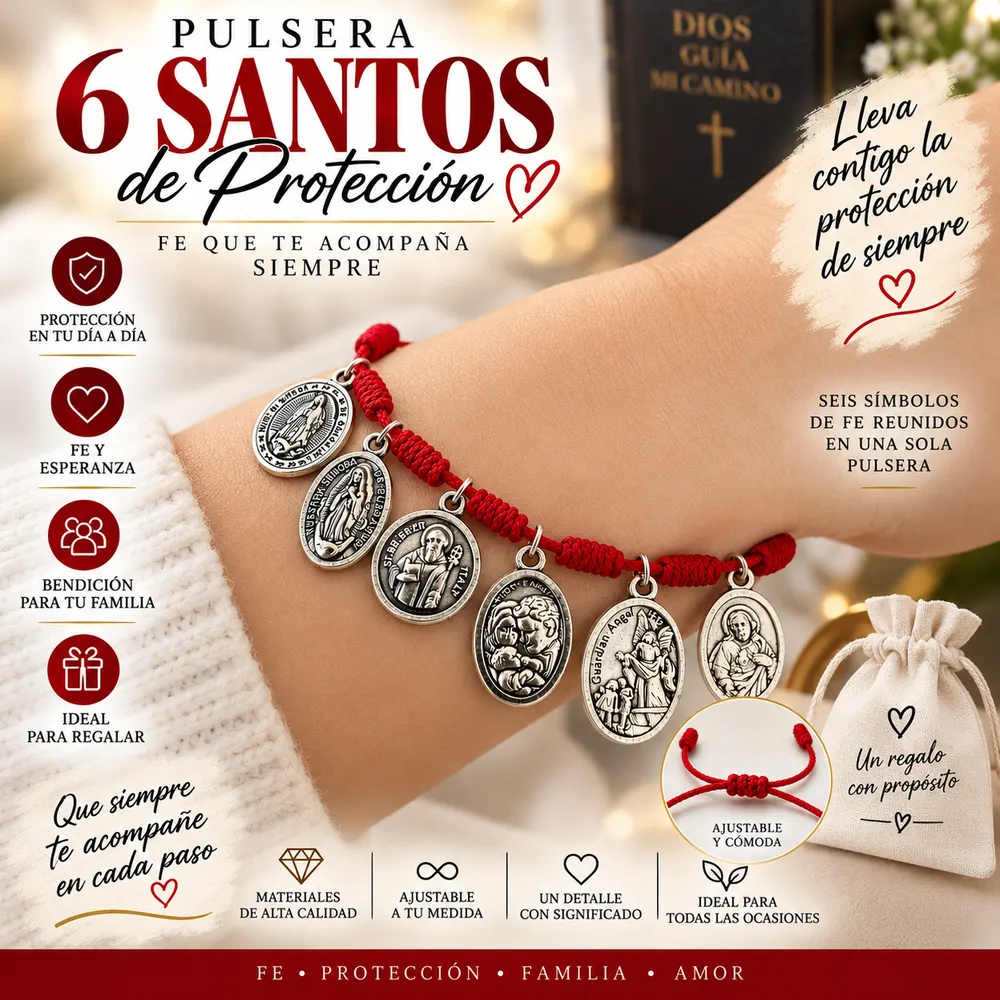 PULSERA
6 SANTOS
de Protección
FE QUE TE ACOMPAÑA
SIEMPRE
DIOS
GUÍA
MI CAMINO
Lleva
contigo la
protección
de siempre
PROTECCIÓN
EN TU DÍA A DÍA
FE Y
ESPERANZA
BENDICIÓN
PARA TU FAMILIA
IDEAL
PARA REGALAR
SEIS SÍMBOLOS
DE FE REUNIDOS
EN UNA SOLA
PULSERA
ITALY
Guardian Angel
Un regalo
con propósito
AJUSTABLE
Y CÓMODA
Que siempre
te acompañe
en cada paso
MATERIALES
DE ALTA CALIDAD
AJUSTABLE
A TU MEDIDA
UN DETALLE
CON SIGNIFICADO
IDEAL PARA
TODAS LAS OCASIONES
FE • PROTECCIÓN • FAMILIA • AMOR